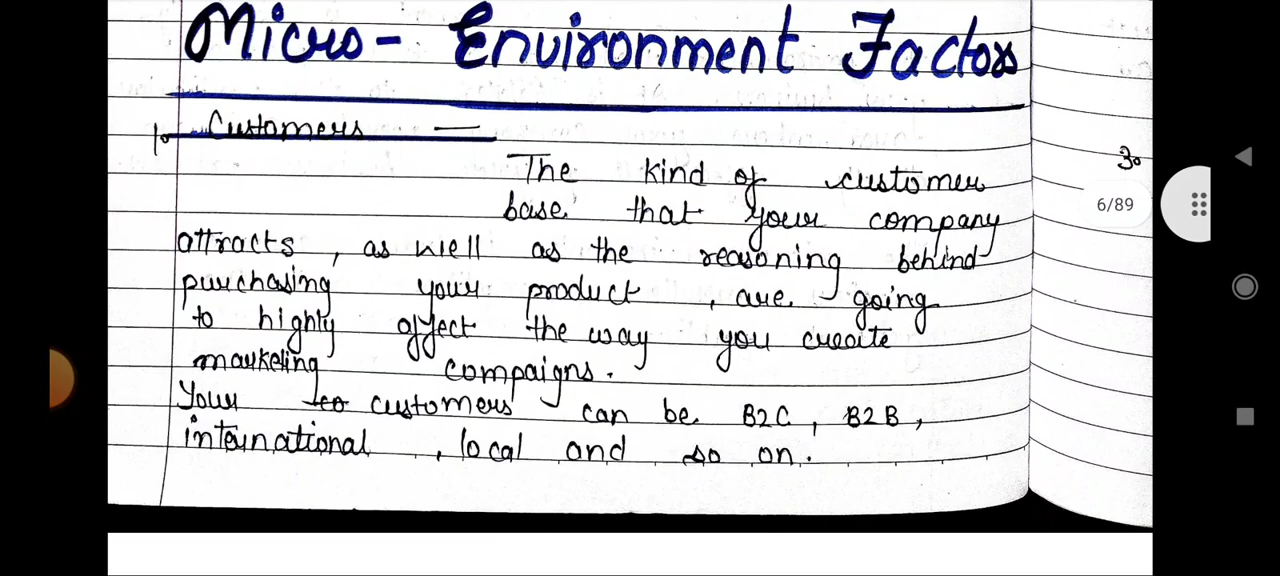 Micro- Environment Factors
1. Customers —
The kind of customer
base that your company
attracts, as well as the reasoning behind
purchasing your product, are going
to highly affect the way you create
marketing compaigns.
Your customers can be B2C, B2B,
international, local and so on.
3.
6/89